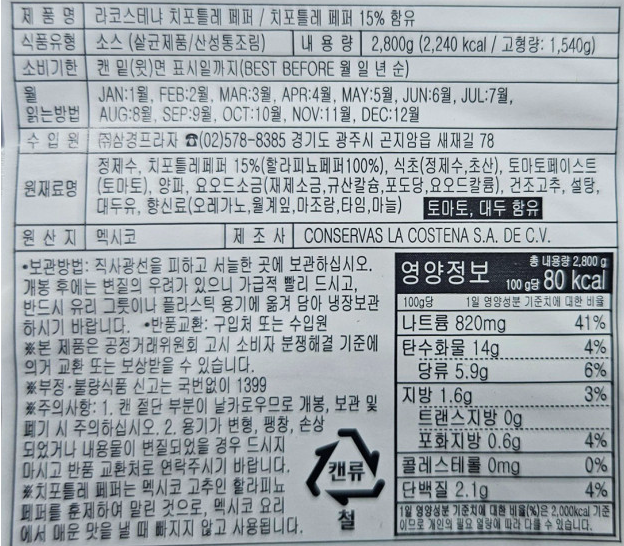 제 품 명 라코스테냐 치포틀레 페퍼 / 치포틀레 페퍼 15% 함유
식품유형 소스 (살균제품/산성통조림) 내 용 량 2,800g (2,240 kcal / 고형량: 1,540g)
소비기한 캔 밑(윗)면 표시일까지(BEST BEFORE 월 일 년 순)
월 읽는방법 JAN:1월, FEB:2월, MAR:3월, APR:4월, MAY:5월, JUN:6월, JUL:7월,
AUG:8월, SEP:9월, OCT:10월, NOV:11월, DEC:12월
수 입 원 ㈜삼경프라자 ☎(02)578-8385 경기도 광주시 곤지암읍 새재길 78
원재료명 정제수, 치포틀레페퍼 15%(할라피뇨페퍼100%), 식초(정제수,초산), 토마토페이스트
(토마토), 양파, 요오드소금(재제소금,규산칼슘,포도당,요오드칼륨), 건조고추, 설탕,
대두유, 향신료(오레가노,월계잎,마조람,타임,마늘) 토마토, 대두 함유
원 산 지 멕시코 제 조 사 CONSERVAS LA COSTENA S.A. DE C.V.
•보관방법: 직사광선을 피하고 서늘한 곳에 보관하십시오.
개봉 후에는 변질의 우려가 있으니 가급적 빨리 드시고,
반드시 유리 그릇이나 플라스틱 용기에 옮겨 담아 냉장보관
하시기 바랍니다. •반품교환: 구입처 또는 수입원
※본 제품은 공정거래위원회 고시 소비자 분쟁해결 기준에
의거 교환 또는 보상받을 수 있습니다.
※부정·불량식품 신고는 국번없이 1399
※주의사항: 1. 캔 절단 부분이 날카로우므로 개봉, 보관 및
폐기 시 주의하십시오. 2. 용기가 변형, 팽창, 손상
되었거나 내용물이 변질되었을 경우 드시지
마시고 반품 교환처로 연락주시기 바랍니다.
※치포틀레 페퍼는 멕시코 고추인 할라피뇨
페퍼를 훈제하여 말린 것으로, 멕시코 요리
에서 매운 맛을 낼 때 빠지지 않고 사용됩니다.
캔류
철
영양정보 총 내용량 2,800 g
100 g당 80 kcal
100g당 1일 영양성분 기준치에 대한 비율
나트륨 820mg 41%
탄수화물 14g 4%
당류 5.9g 6%
지방 1.6g 3%
트랜스지방 0g
포화지방 0.6g 4%
콜레스테롤 0mg 0%
단백질 2.1g 4%
1일 영양성분 기준치에 대한 비율(%)은 2,000kcal 기준
이므로 개인의 필요 열량에 따라 다를 수 있습니다.